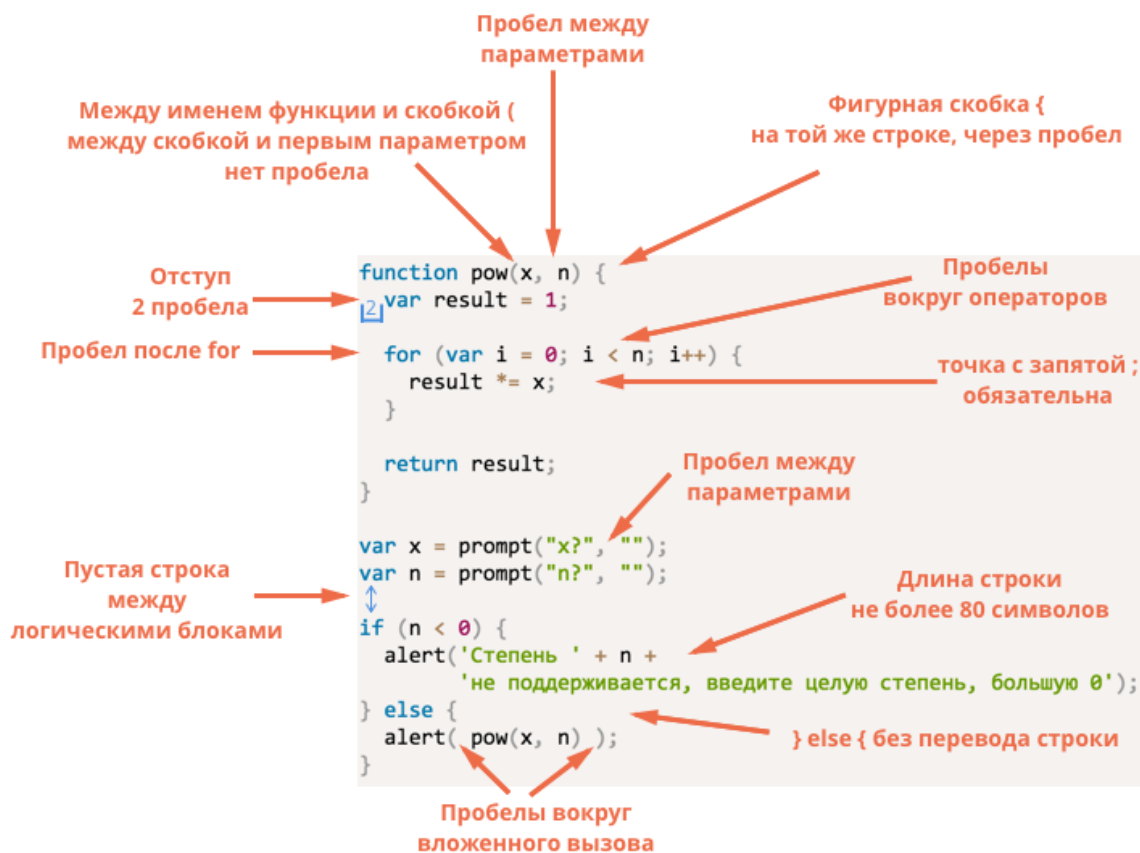 Пробел между
параметрами
Между именем функции и скобкой (
между скобкой и первым параметром
нет пробела
Фигурная скобка {
на той же строке, через пробел
Отступ
2 пробела
Пробел после for
Пробелы
вокруг операторов
точка с запятой ;
обязательна
function pow(x, n) {
2
var result = 1;
for (var i = 0; i < n; i++) {
result *= x;
}
return result;
}
Пробел между
параметрами
var x = prompt("x?", "");
var n = prompt("n?", "");
Пустая строка
между
логическими блоками
Длина строки
не более 80 символов
if (n < 0) {
alert('Степень ' + n +
'не поддерживается, введите целую степень, большую 0');
} else {
alert( pow(x, n) );
}
} else { без перевода строки
Пробелы вокруг
вложенного вызова